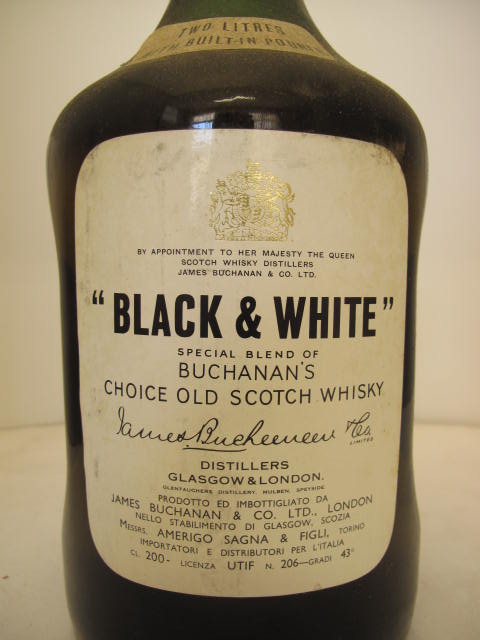 TWO LITRES
WITH BUILT-IN POURER
BY APPOINTMENT TO HER MAJESTY THE QUEEN
SCOTCH WHISKY DISTILLERS
JAMES BUCHANAN & CO. LTD.
"BLACK & WHITE"
SPECIAL BLEND OF
BUCHANAN'S
CHOICE OLD SCOTCH WHISKY
James Buchanan & Co.
LIMITED
DISTILLERS
GLASGOW & LONDON.
GLENTAUCHERS DISTILLERY, MULBEN, SPEYSIDE
PRODOTTO ED IMBOTTIGLIATO DA
JAMES BUCHANAN & CO. LTD., LONDON
NELLO STABILIMENTO DI GLASGOW, SCOZIA
MESSRS. AMERIGO SAGNA & FIGLI, TORINO
IMPORTATORI E DISTRIBUTORI PER L'ITALIA
CL. 200- LICENZA UTIF N. 206—GRADI 43°